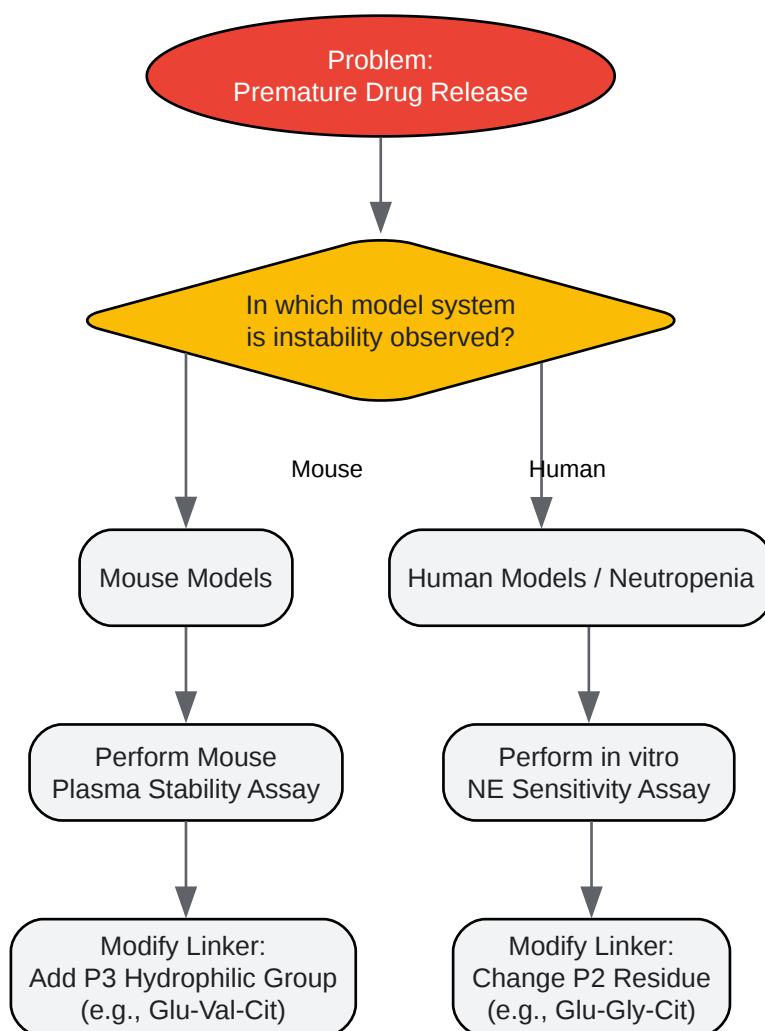 Problem:
Premature Drug Release
In which model system
is instability observed?
Mouse
Human
Mouse Models
Human Models / Neutropenia
Perform Mouse
Plasma Stability Assay
Perform in vitro
NE Sensitivity Assay
Modify Linker:
Add P3 Hydrophilic Group
(e.g., Glu-Val-Cit)
Modify Linker:
Change P2 Residue
(e.g., Glu-Gly-Cit)